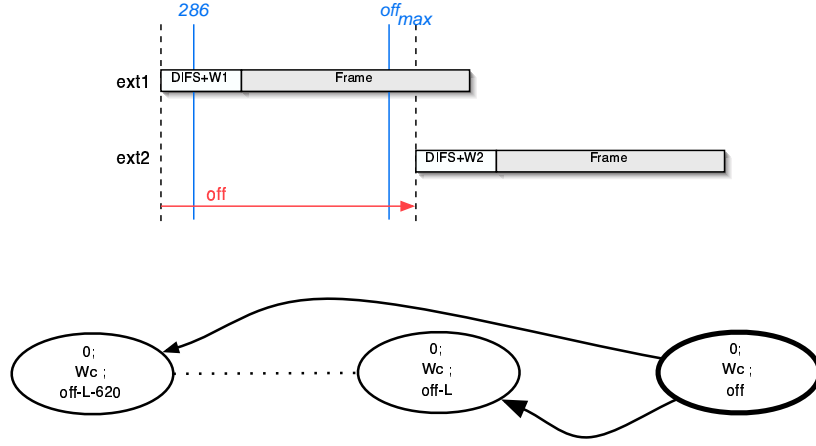 286 off max
ext1 DIFS+W1 Frame
ext2 DIFS+W2 Frame
off
0; 0; 0;
Wc ; Wc ; Wc ;
off-L-620 off-L off